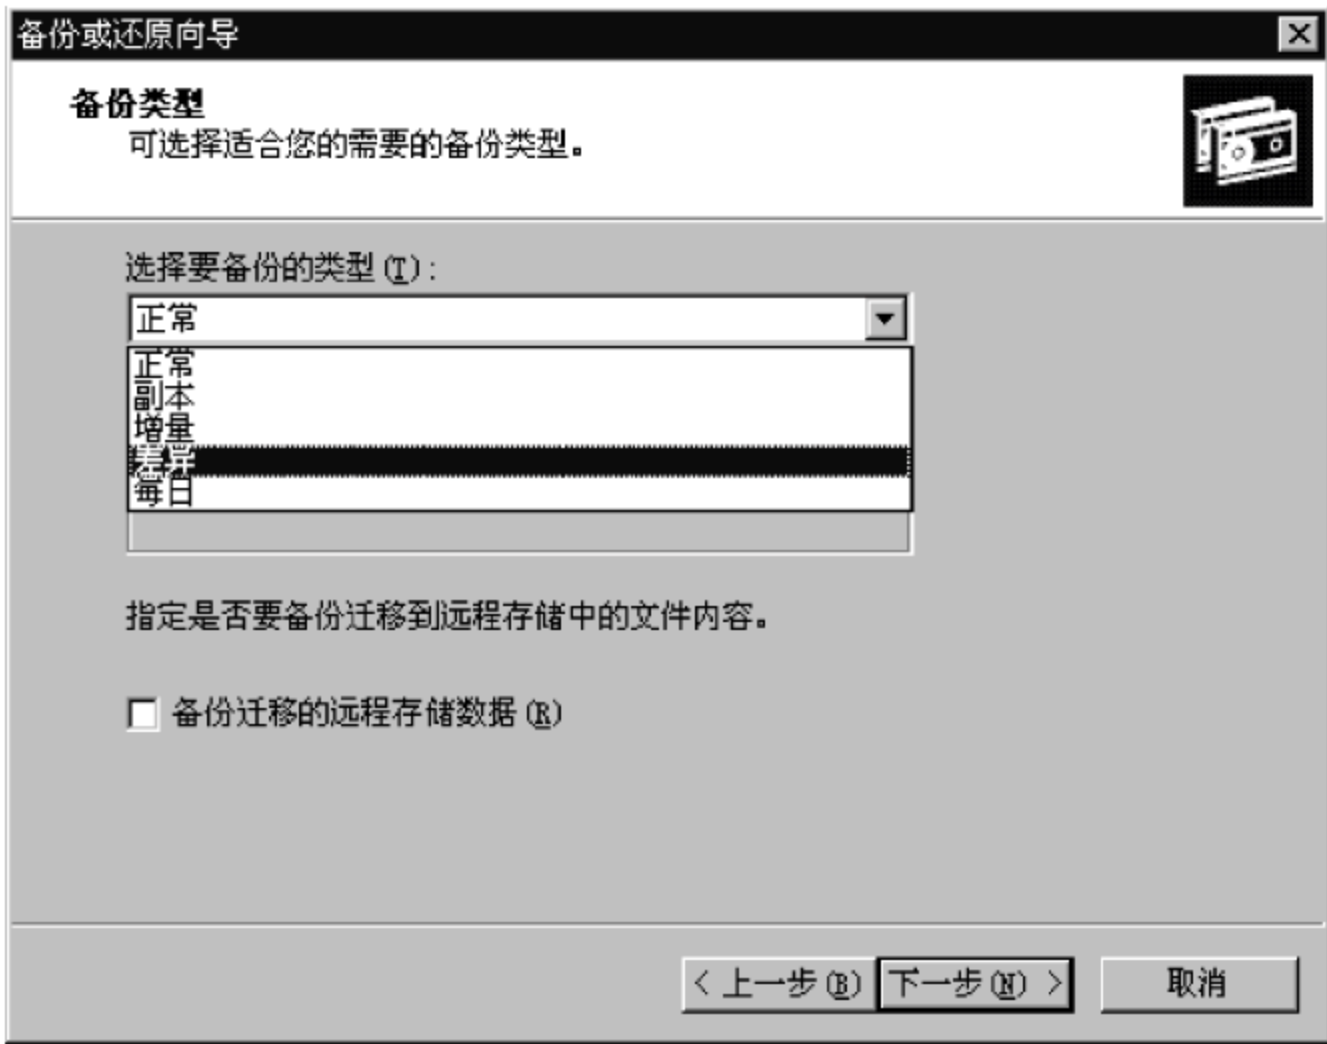 备份或还原向导
备份类型
可选择适合您的需要的备份类型。
选择要备份的类型(T):
正常
正常
副本
增量
差异
每日
指定是否要备份迁移到远程存储中的文件内容。
备份迁移的远程存储数据(R)
< 上一步(B) 下一步(N) > 取消